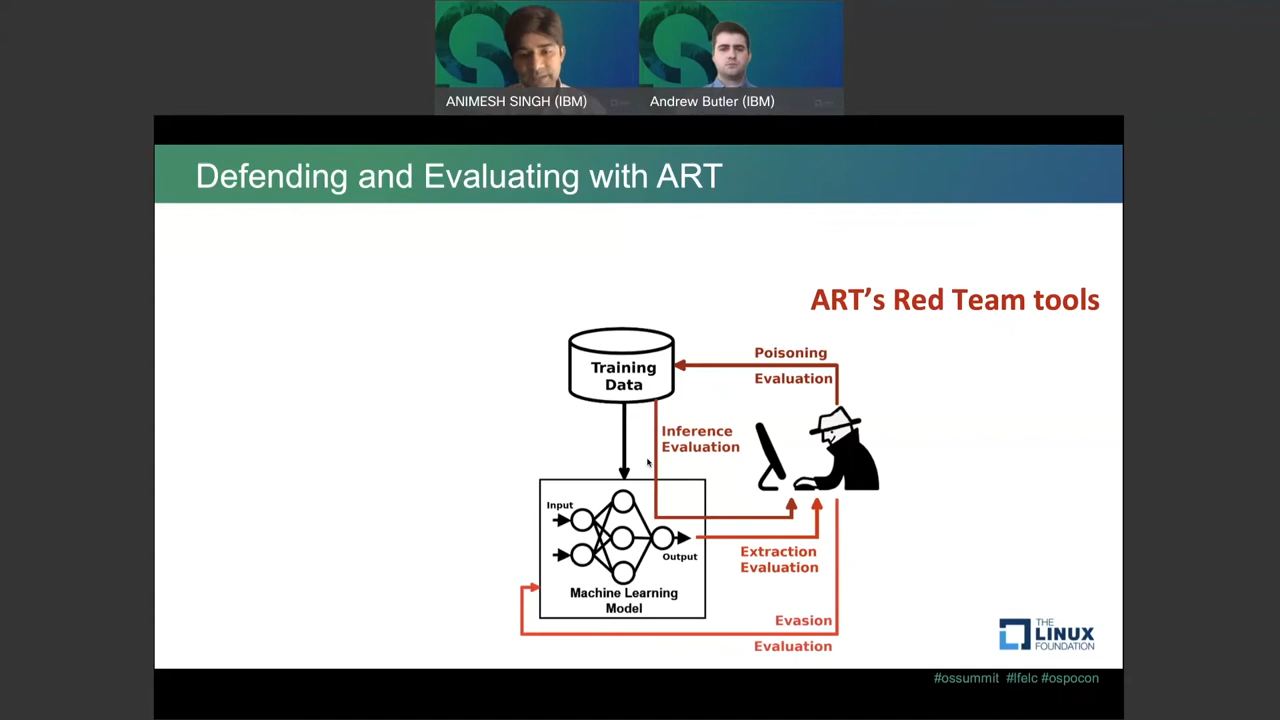 ANIMESH SINGH (IBM)
Andrew Butler (IBM)
Defending and Evaluating with ART
ART's Red Team tools
Training
Data
Poisoning
Evaluation
Inference
Evaluation
Input
Output
Machine Learning
Model
Extraction
Evaluation
Evasion
Evaluation
THE
LINUX
FOUNDATION
#ossummit #lfelc #ospocon